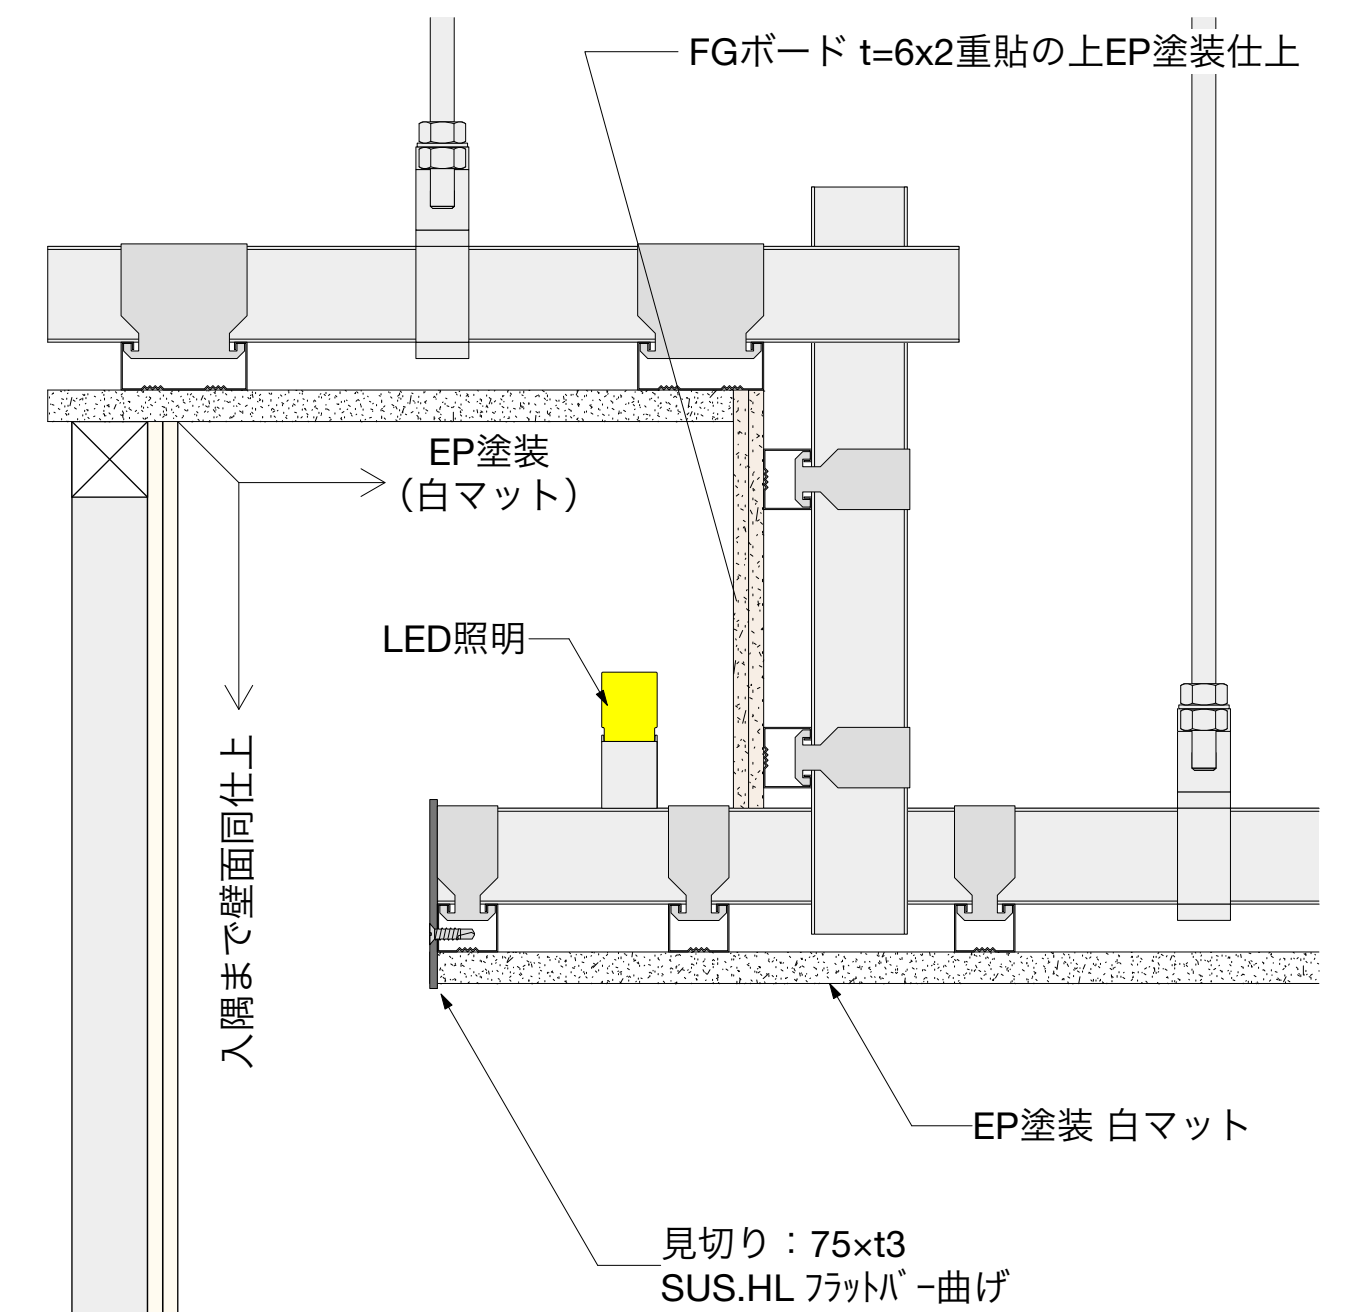 FGボード t=6x2重貼の上EP塗装仕上
EP塗装
（白マット）
LED照明
入隅まで壁面同仕上
EP塗装 白マット
見切り：75×t3
SUS.HL ﾌﾗｯﾄﾊﾞｰ曲げ